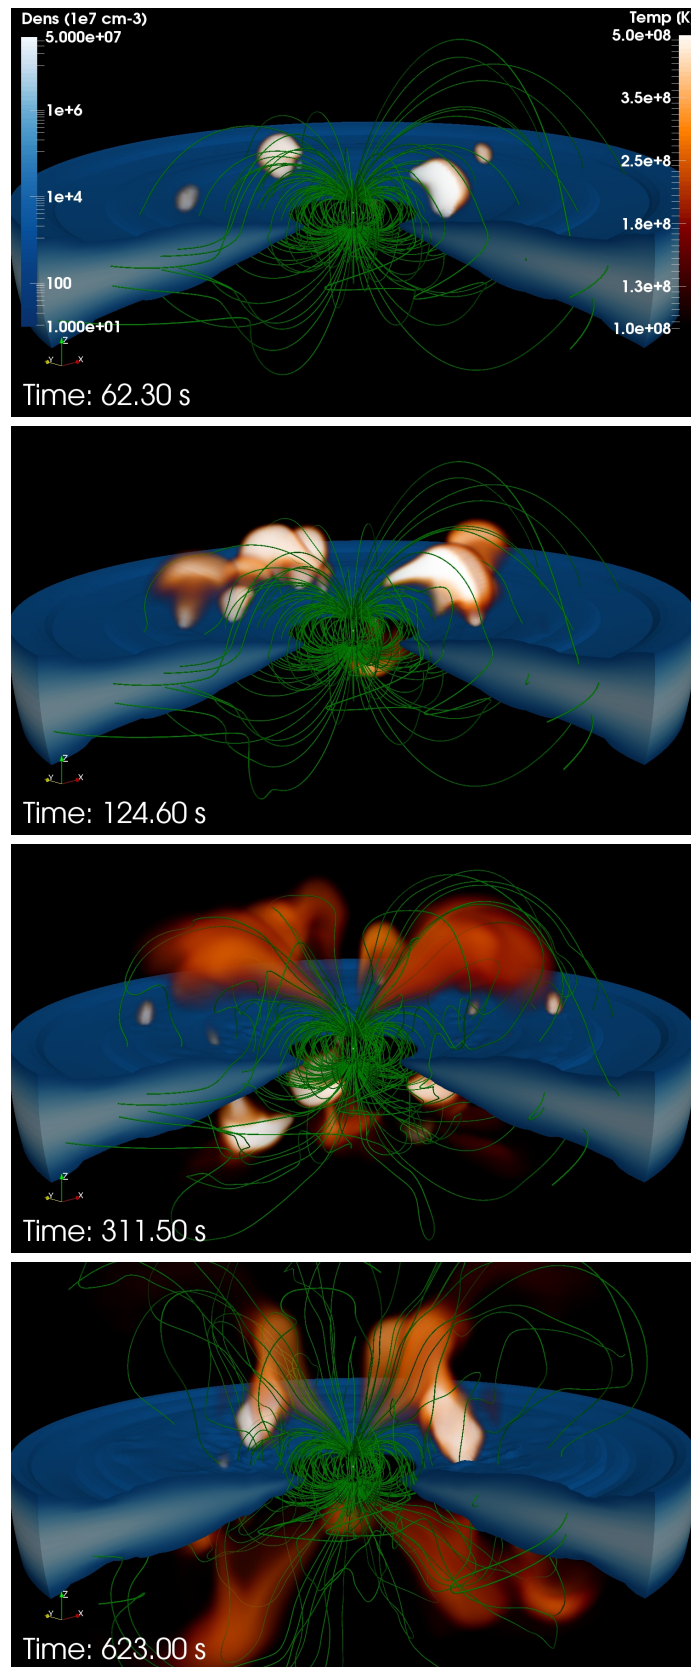 Dens (1e7 cm-3)
5.000e+07
1e+6
1e+4
100
1.000e+01
Temp [K
5.0e+08
3.5e+8
2.5e+8
1.8e+8
1.3e+8
1.0e+08
Z
Y X
Time: 62.30 s
Z
Y X
Time: 124.60 s
Z
Y X
Time: 311.50 s
Z
Y X
Time: 623.00 s